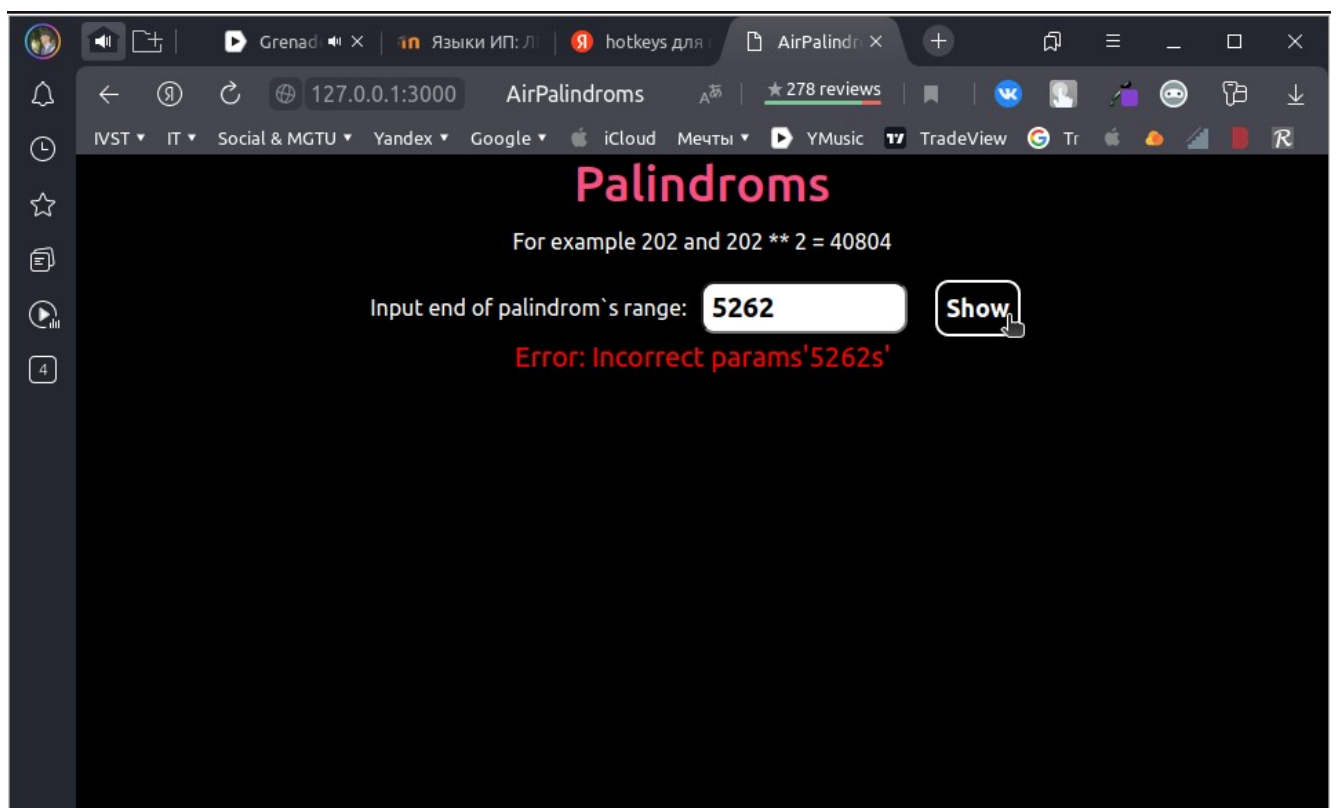 Grenad Языки ИП: Л hotkeys для AirPalindr
127.0.0.1:3000 AirPalindroms ★ 278 reviews
IVST ▾ IT ▾ Social & MGTU ▾ Yandex ▾ Google ▾ iCloud Мечты ▾ YMusic TradeView Tr
Palindroms
For example 202 and 202 ** 2 = 40804
Input end of palindrom`s range: 5262 Show
Error: Incorrect params'5262s'
4